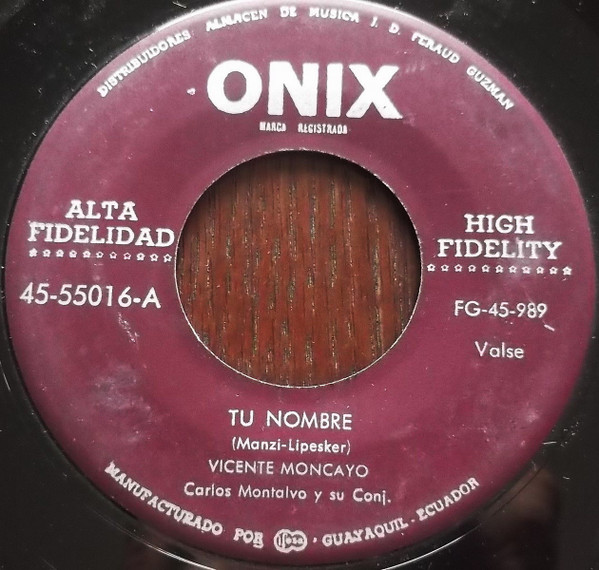 DISTRIBUIDORES ALMACEN DE MUSICA J. D. FERAUD GUZMAN
ONIX
MARCA REGISTRADA
ALTA
FIDELIDAD
45-55016-A
HIGH
FIDELITY
FG-45-989
Valse
TU NOMBRE
(Manzi-Lipesker)
VICENTE MONCAYO
Carlos Montalvo y su Conj.
MANUFACTURADO POR ifesa · GUAYAQUIL - ECUADOR